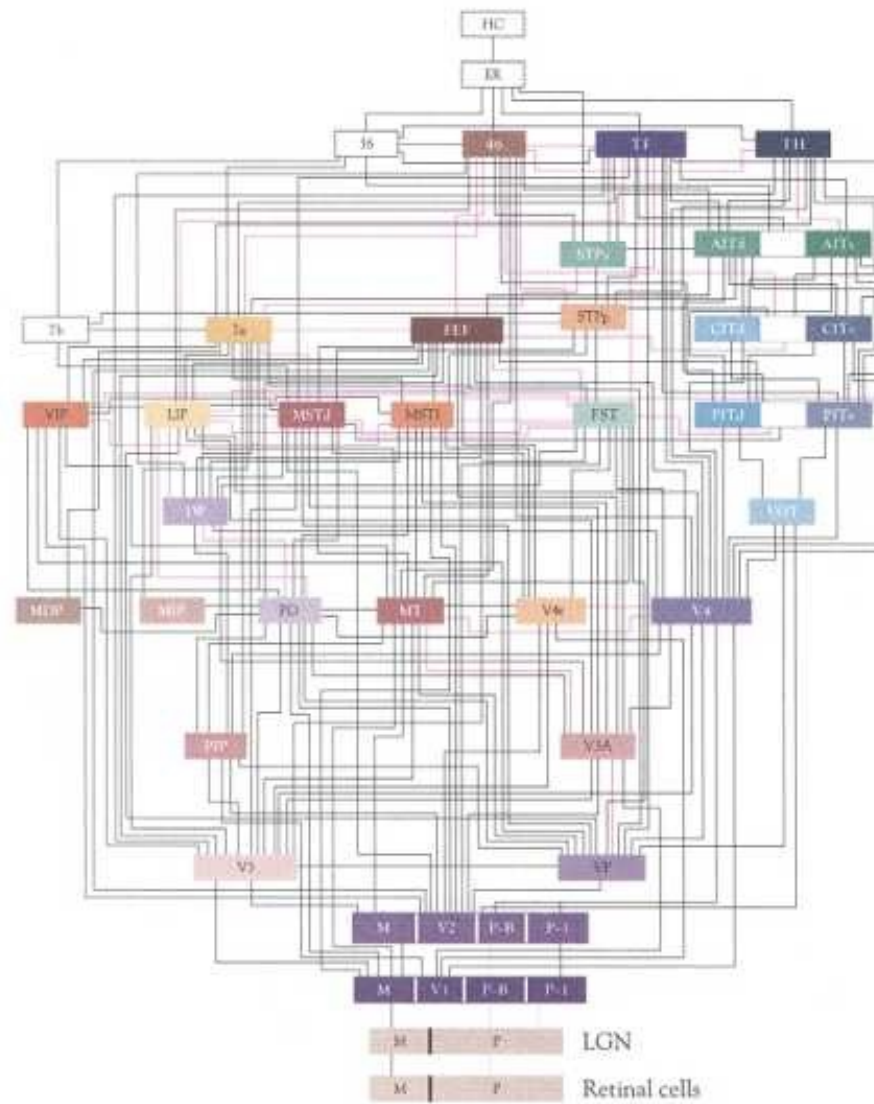 HC
ER
36 46 TF TH
STPa AITd AITv
7b 7a FEF STPp CITd CITv
VIP LIP MSTd MSTl FST PITd PITv
DP VOT
MDP MIP PO MT V4t V4
PIP V3A
V3 VP
M V2 P-B P-I
M V1 P-B P-I
M P LGN
M P Retinal cells